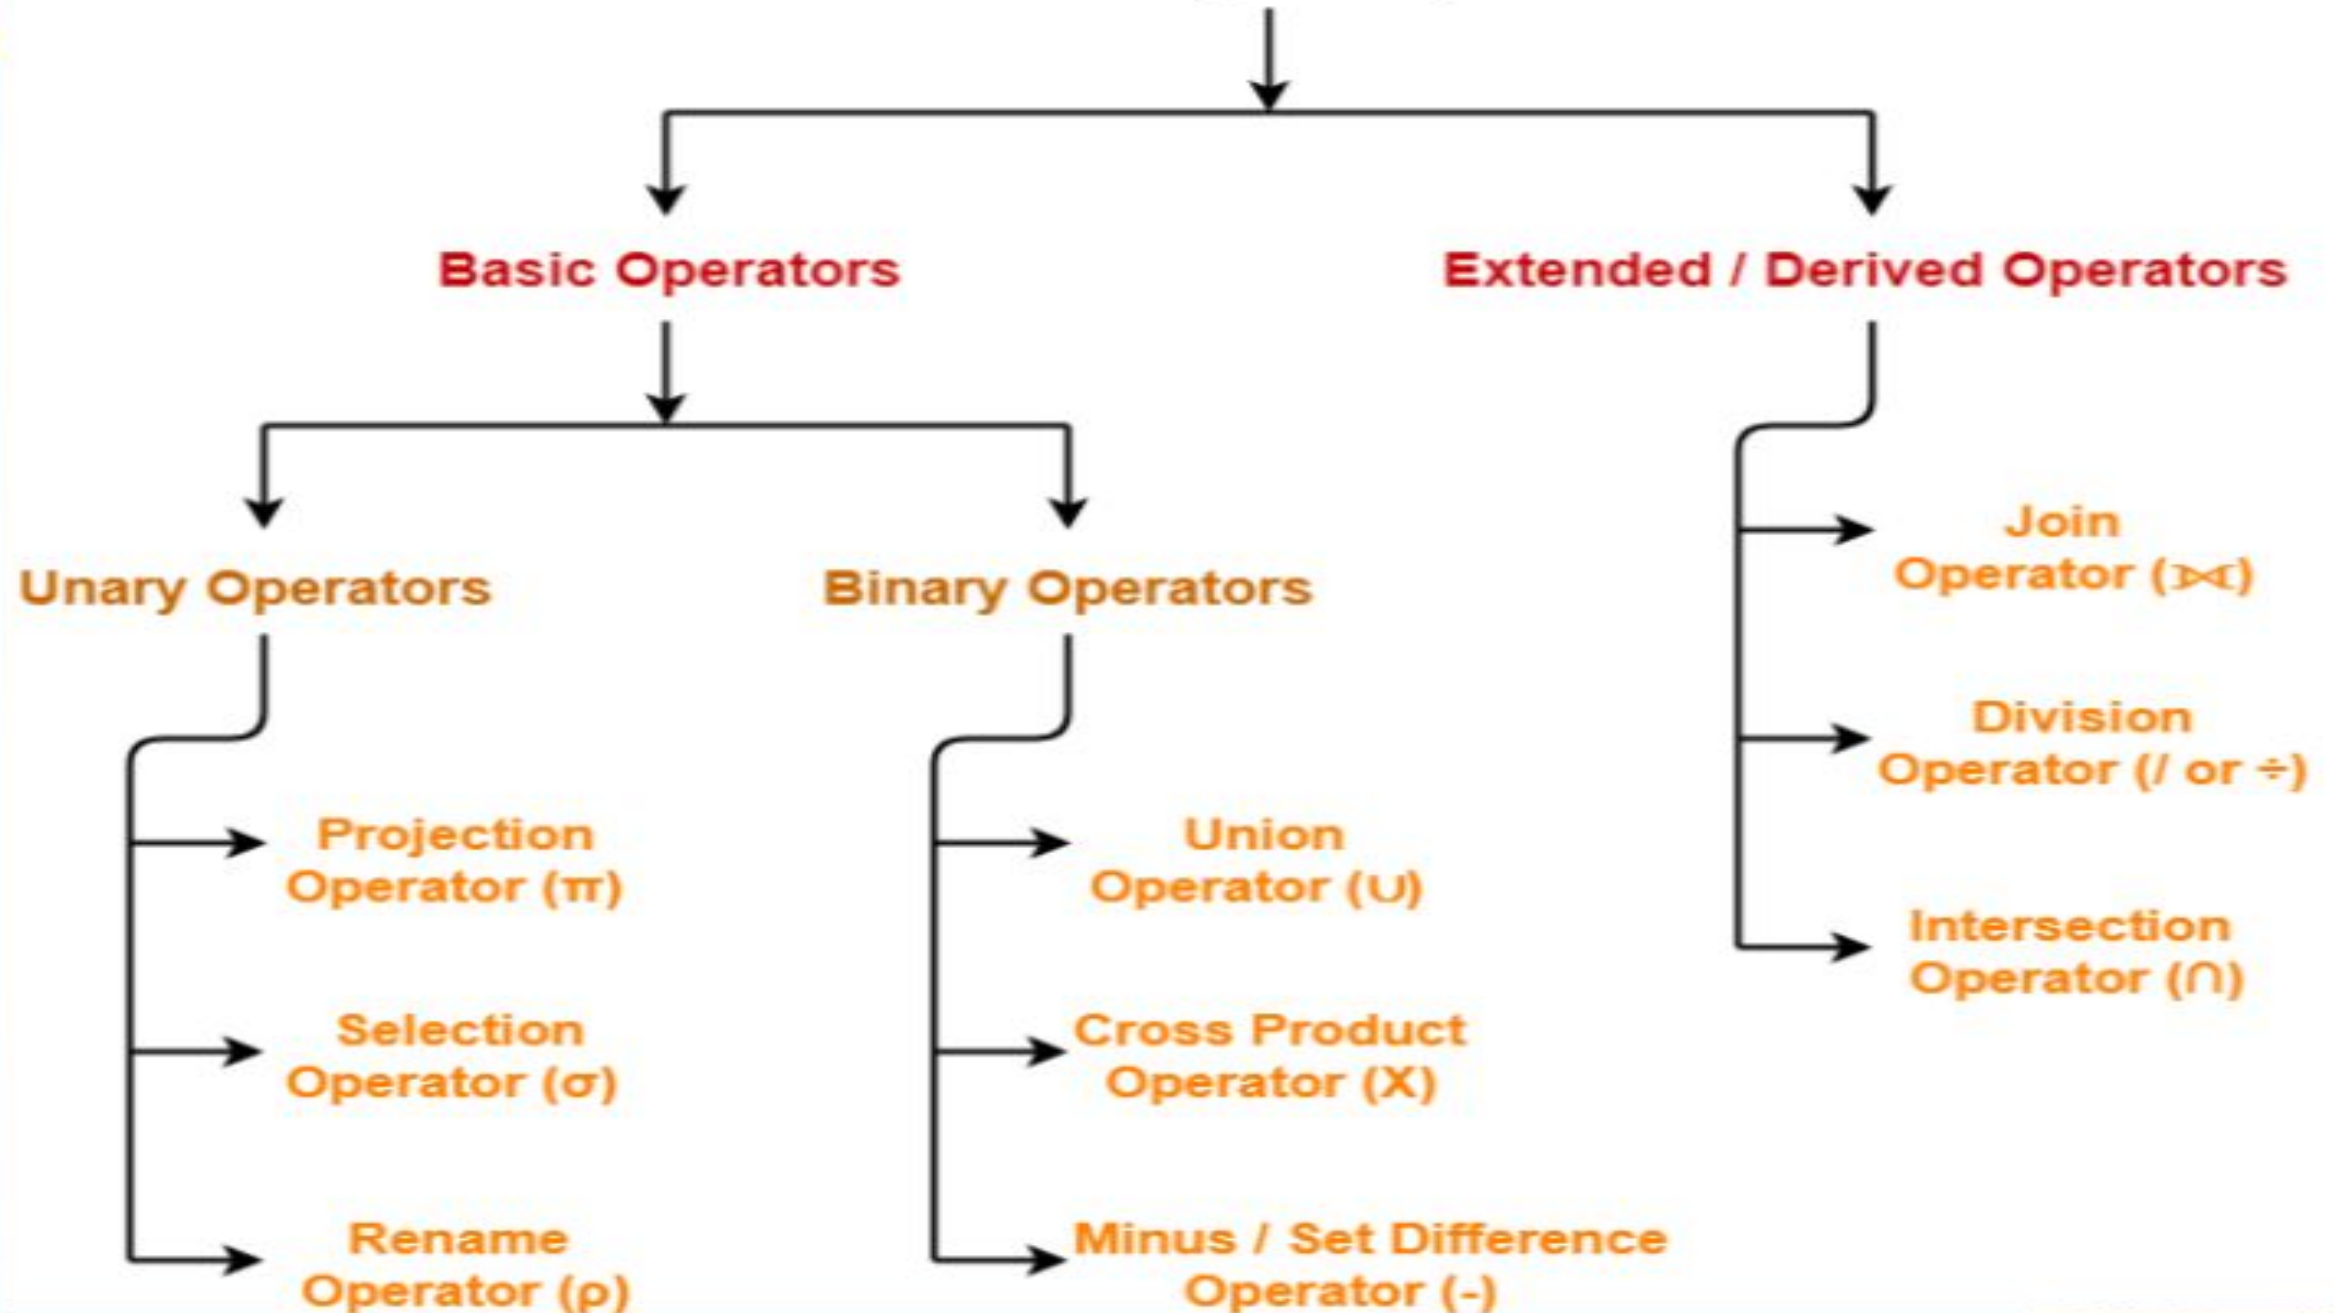 Basic Operators
Extended / Derived Operators
Unary Operators
Binary Operators
Join
Operator (⋈)
Division
Operator (/ or ÷)
Intersection
Operator (∩)
Projection
Operator (π)
Selection
Operator (σ)
Rename
Operator (ρ)
Union
Operator (∪)
Cross Product
Operator (X)
Minus / Set Difference
Operator (-)